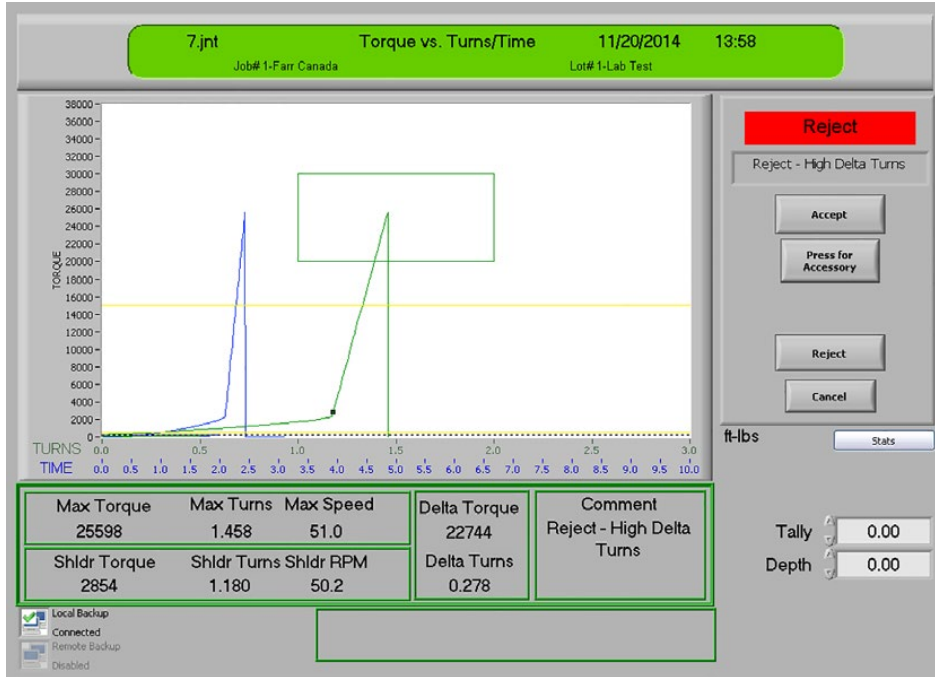 7.jnt Torque vs. Turns/Time 11/20/2014 13:58
Job# 1-Farr Canada Lot# 1-Lab Test
38000
36000
34000
32000
30000
28000
26000
24000
22000
20000
18000
16000
14000
12000
10000
8000
6000
4000
2000
0
TORQUE
TURNS 0.0 0.5 1.0 1.5 2.0 2.5 3.0
TIME 0.0 0.5 1.0 1.5 2.0 2.5 3.0 3.5 4.0 4.5 5.0 5.5 6.0 6.5 7.0 7.5 8.0 8.5 9.0 9.5 10.0
Reject
Reject - High Delta Turns
Accept
Press for
Accessory
Reject
Cancel
ft-lbs
Stats
Max Torque Max Turns Max Speed
25598 1.458 51.0
Shldr Torque Shldr Turns Shldr RPM
2854 1.180 50.2
Delta Torque
22744
Delta Turns
0.278
Comment
Reject - High Delta
Turns
Tally 0.00
Depth 0.00
Local Backup
Connected
Remote Backup
Disabled